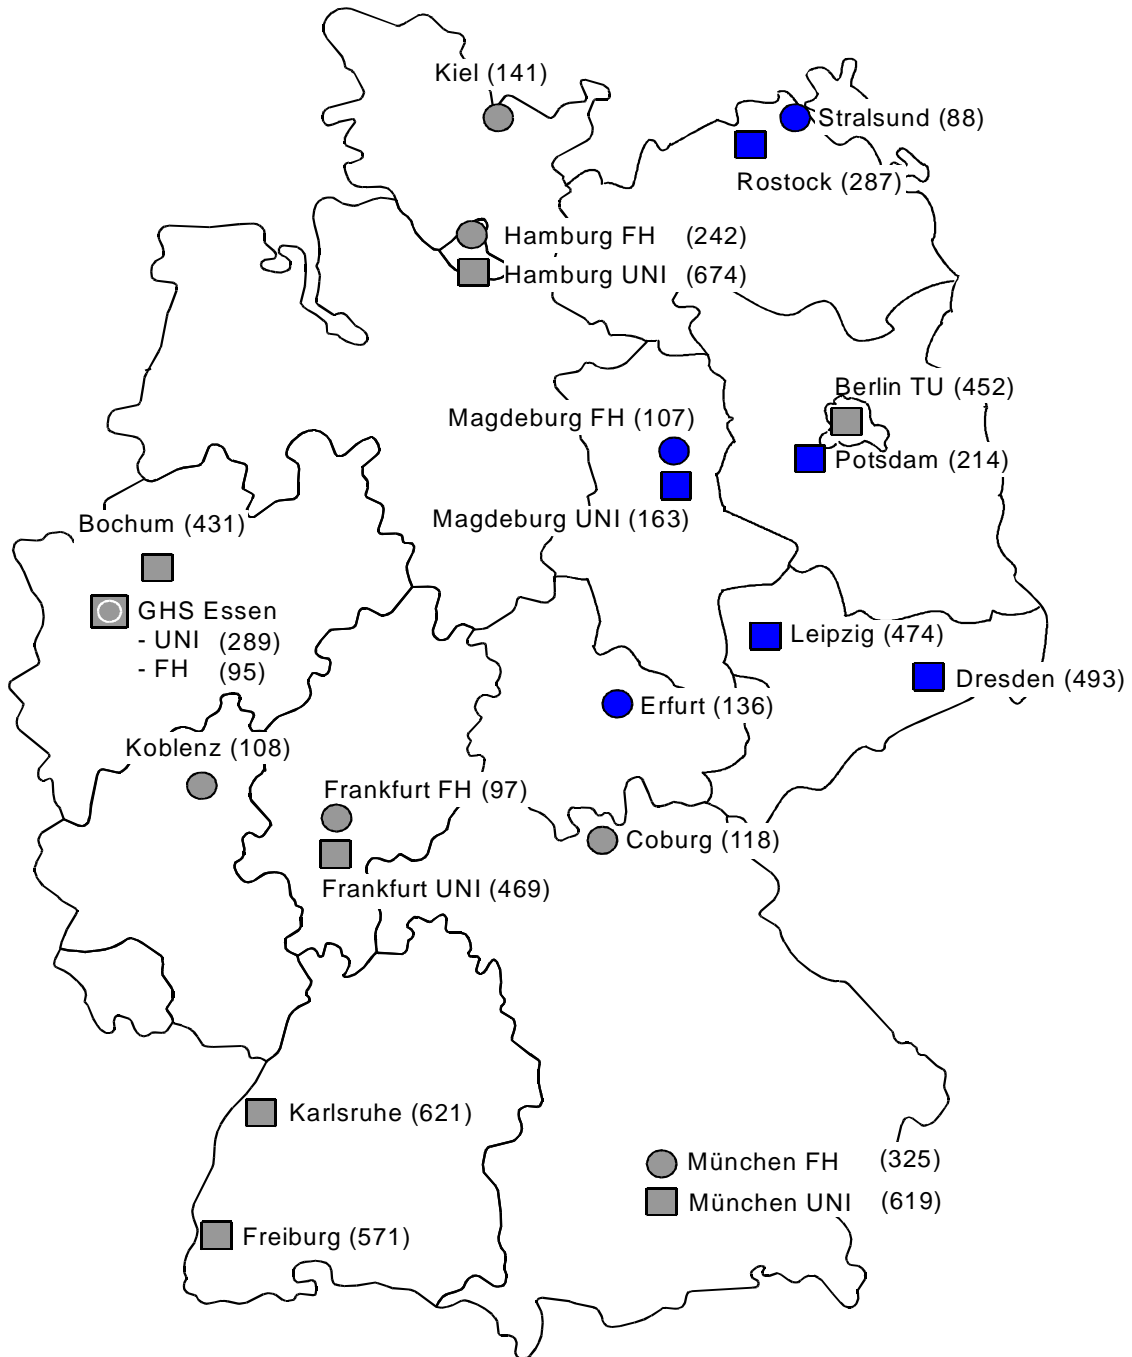 Kiel (141)
Stralsund (88)
Rostock (287)
Hamburg FH (242)
Hamburg UNI (674)
Berlin TU (452)
Magdeburg FH (107)
Potsdam (214)
Magdeburg UNI (163)
Bochum (431)
GHS Essen
- UNI (289)
- FH (95)
Leipzig (474)
Dresden (493)
Erfurt (136)
Koblenz (108)
Frankfurt FH (97)
Coburg (118)
Frankfurt UNI (469)
Karlsruhe (621)
München FH (325)
München UNI (619)
Freiburg (571)